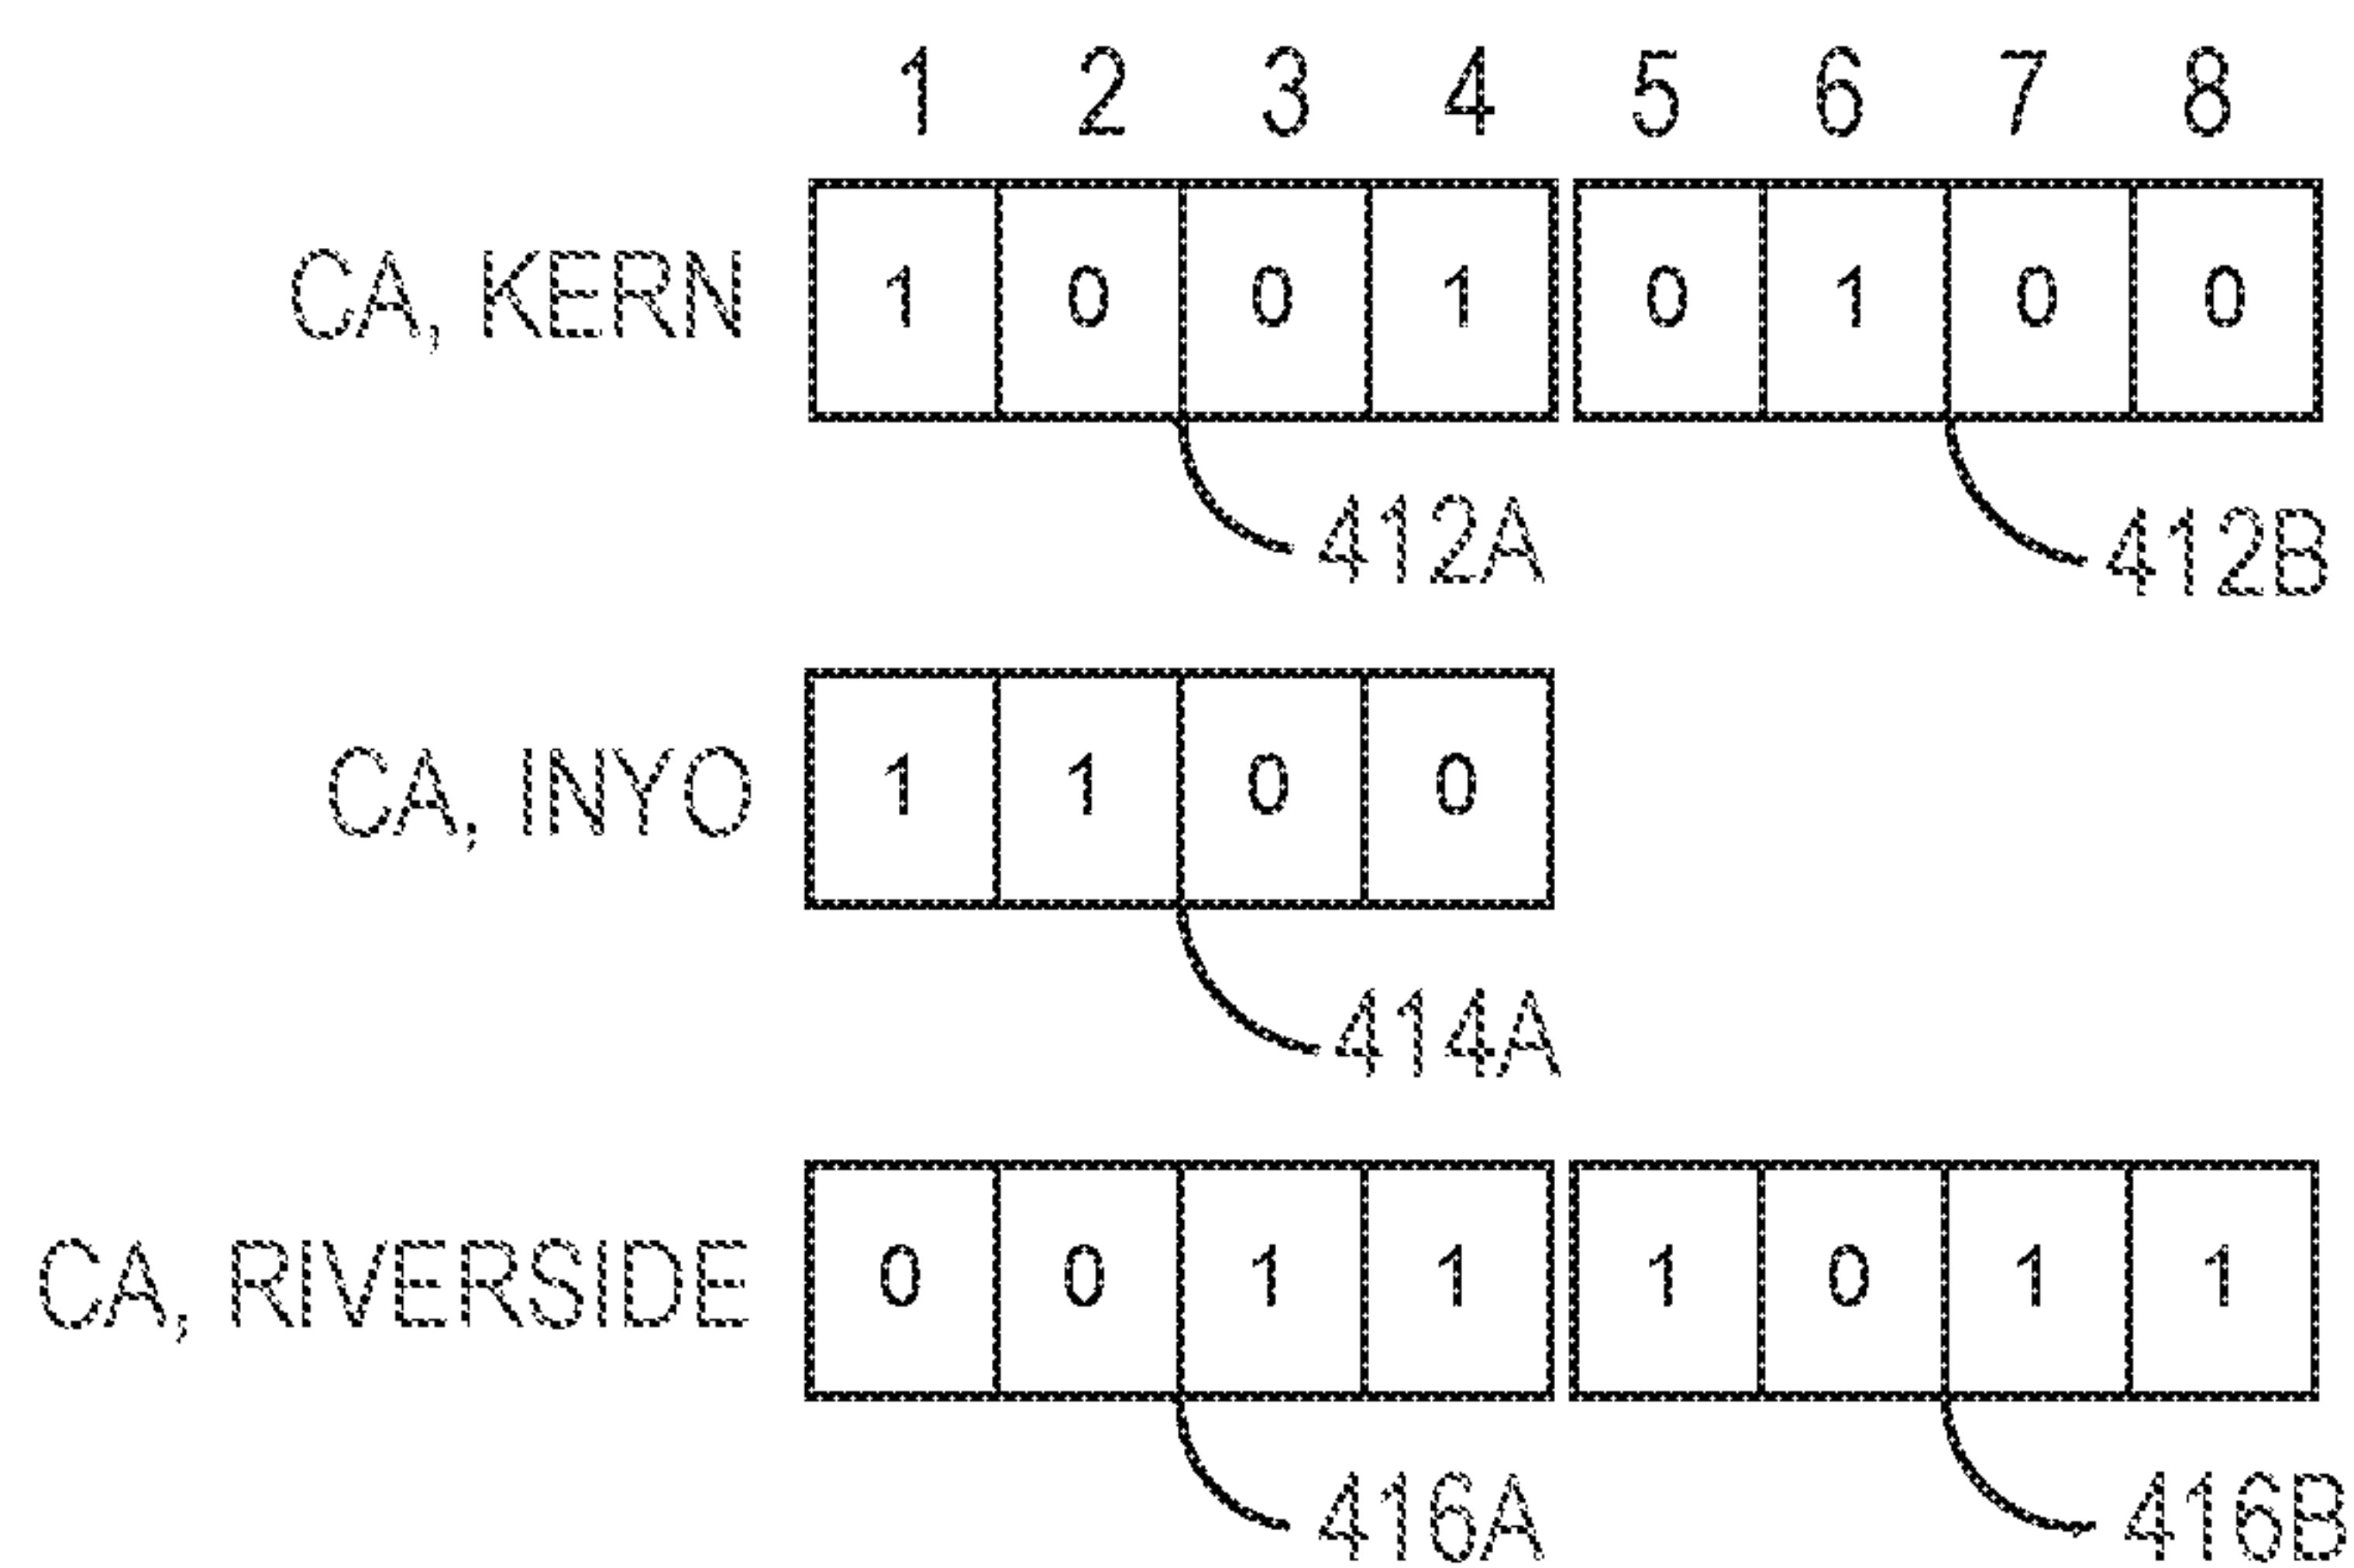 1 2 3 4 5 6 7 8
CA, KERN 1 0 0 1 0 1 0 0
412A 412B
CA, INYO 1 1 0 0
414A
CA, RIVERSIDE 0 0 1 1 1 0 1 1
416A 416B